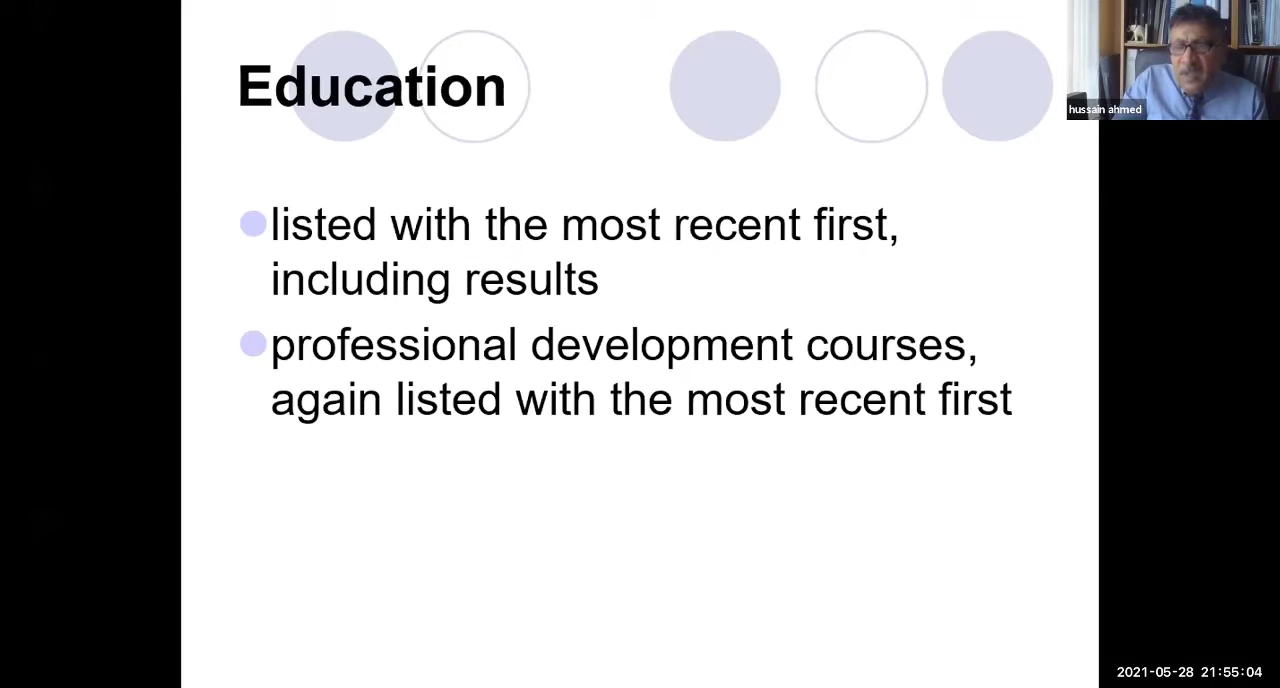 Education
hussain ahmed
listed with the most recent first,
including results
professional development courses,
again listed with the most recent first
2021-05-28 21:55:04